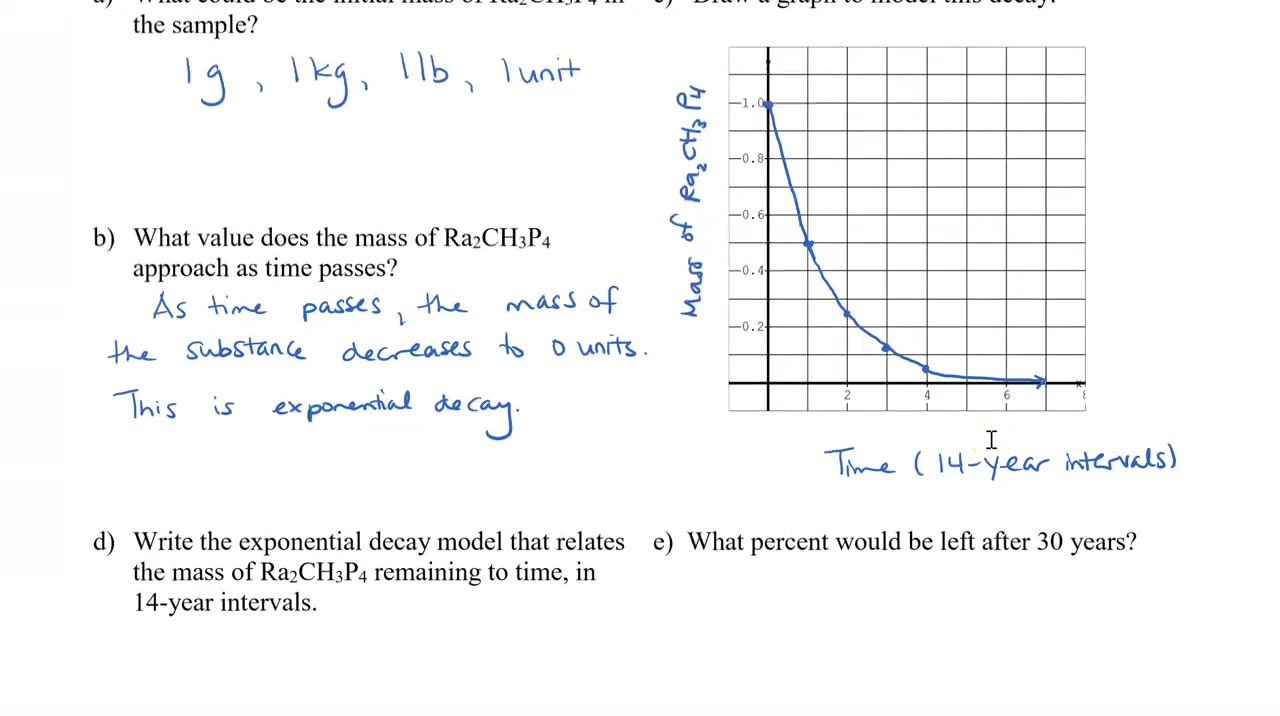 the sample?
1g, 1kg, 1lb, 1unit
b) What value does the mass of Ra₂CH₃P₄
approach as time passes?
As time passes, the mass of
the substance decreases to 0 units.
This is exponential decay.
Mass of Ra₂CH₃P₄
1.0
0.8
0.6
0.4
0.2
2 4 6 8 x
Time (14-year intervals)
d) Write the exponential decay model that relates
the mass of Ra₂CH₃P₄ remaining to time, in
14-year intervals.
e) What percent would be left after 30 years?